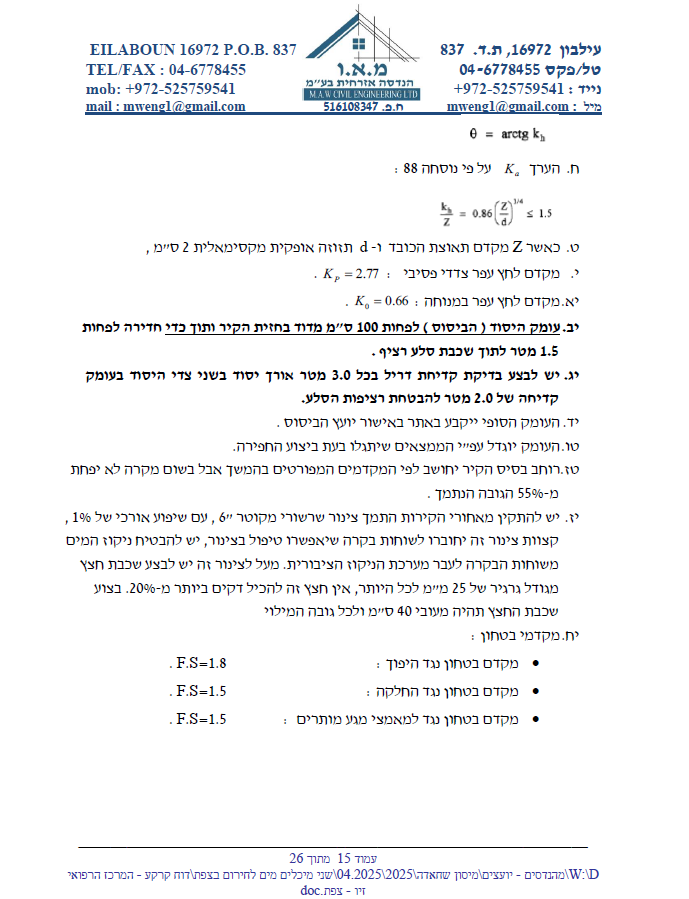 EILABOUN 16972 P.O.B. 837
TEL/FAX : 04-6778455
mob: +972-525759541
mail : mweng1@gmail.com
מ.א.ו
הנדסה אזרחית בע״מ
M.A.W CIVIL ENGINEERING LTD
ח.פ. 516108347
עילבון 16972, ת.ד. 837
טל/פקס 04-6778455
נייד : +972-525759541
מיל : mweng1@gmail.com
θ = arctg k_h
ח. הערך K_a על פי נוסחה 88 :
k_h/Z = 0.86(Z/d)^1/4 ≤ 1.5
ט. כאשר Z מקדם תאוצת הכובד ו- d תזוזה אופקית מקסימאלית 2 ס״מ ,
י. מקדם לחץ עפר צדדי פסיבי : K_P = 2.77 .
יא.מקדם לחץ עפר במנוחה : K_0 = 0.66 .
יב.עומק היסוד ( הביסוס ) לפחות 100 ס״מ מדוד בחזית הקיר ותוך כדי חדירה לפחות
1.5 מטר לתוך שכבת סלע רציף .
יג. יש לבצע בדיקת קדיחת דריל בכל 3.0 מטר אורך יסוד בשני צדי היסוד בעומק
קדיחה של 2.0 מטר להבטחת רציפות הסלע.
יד. העומק הסופי ייקבע באתר באישור יועץ הביסוס .
טו.העומק יוגדל עפ״י הממצאים שיתגלו בעת ביצוע החפירה.
טז.רוחב בסיס הקיר יחושב לפי המקדמים המפורטים בהמשך אבל בשום מקרה לא יפחת
מ-55% הגובה הנתמך .
יז. יש להתקין מאחורי הקירות התמך צינור שרשורי מקוטר ״6 , עם שיפוע אורכי של 1% ,
קצוות צינור זה יחוברו לשוחות בקרה שיאפשרו טיפול בצינור, יש להבטיח ניקוז המים
משוחות הבקרה לעבר מערכת הניקוז הציבורית. מעל לצינור זה יש לבצע שכבת חצץ
מגודל גרגיר של 25 מ״מ לכל היותר, אין חצץ זה להכיל דקים ביותר מ-20%. בצוע
שכבת החצץ תהיה מעובי 40 ס״מ ולכל גובה המילוי
יח.מקדמי בטחון :
• מקדם בטחון נגד היפוך : F.S=1.8 .
• מקדם בטחון נגד החלקה : F.S=1.5 .
• מקדם בטחון נגד למאמצי מגע מותרים : F.S=1.5 .
עמוד 15 מתוך 26
W:\D\מהנדסים - יועצים\מיסון שחאדה\2025\04.2025\שני מיכלים מים לחירום בצפת\דוח קרקע - המרכז הרפואי
זיו - צפת.doc